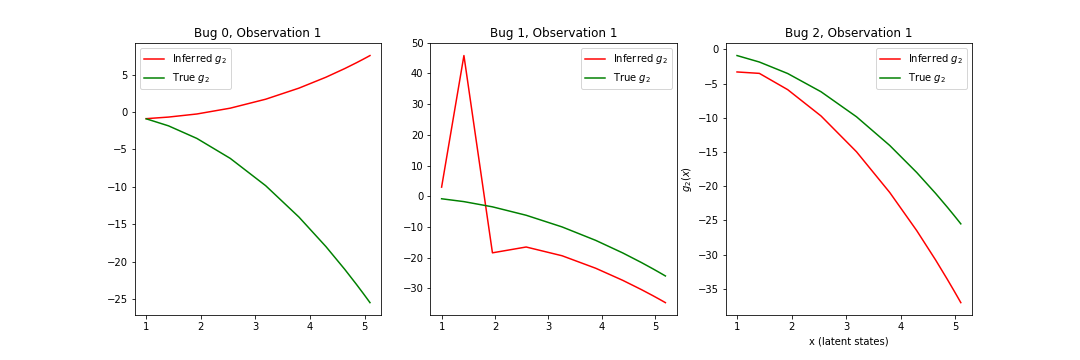 Bug 0, Observation 1
Inferred g₂
True g₂
5
0
−5
−10
−15
−20
−25
1 2 3 4 5
Bug 1, Observation 1
Inferred g₂
True g₂
50
40
30
20
10
0
−10
−20
−30
1 2 3 4 5
Bug 2, Observation 1
Inferred g₂
True g₂
g₂(x)
0
−5
−10
−15
−20
−25
−30
−35
1 2 3 4 5
x (latent states)